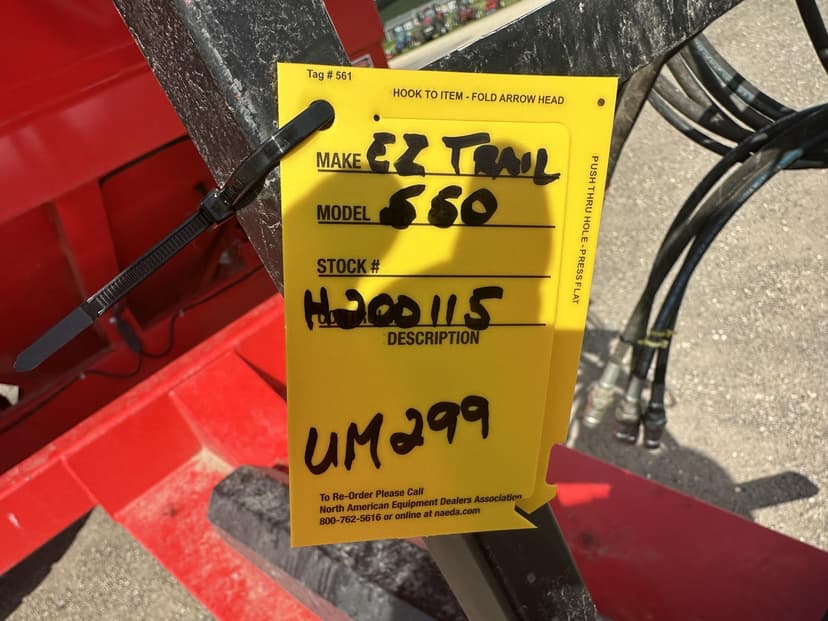 Tag # 561
HOOK TO ITEM - FOLD ARROW HEAD
PUSH THRU HOLE - PRESS FLAT
MAKE EZ TRAIL
MODEL 550
STOCK #
H200115
DESCRIPTION
UM299
To Re-Order Please Call
North American Equipment Dealers Association
800-762-5616 or online at naeda.com